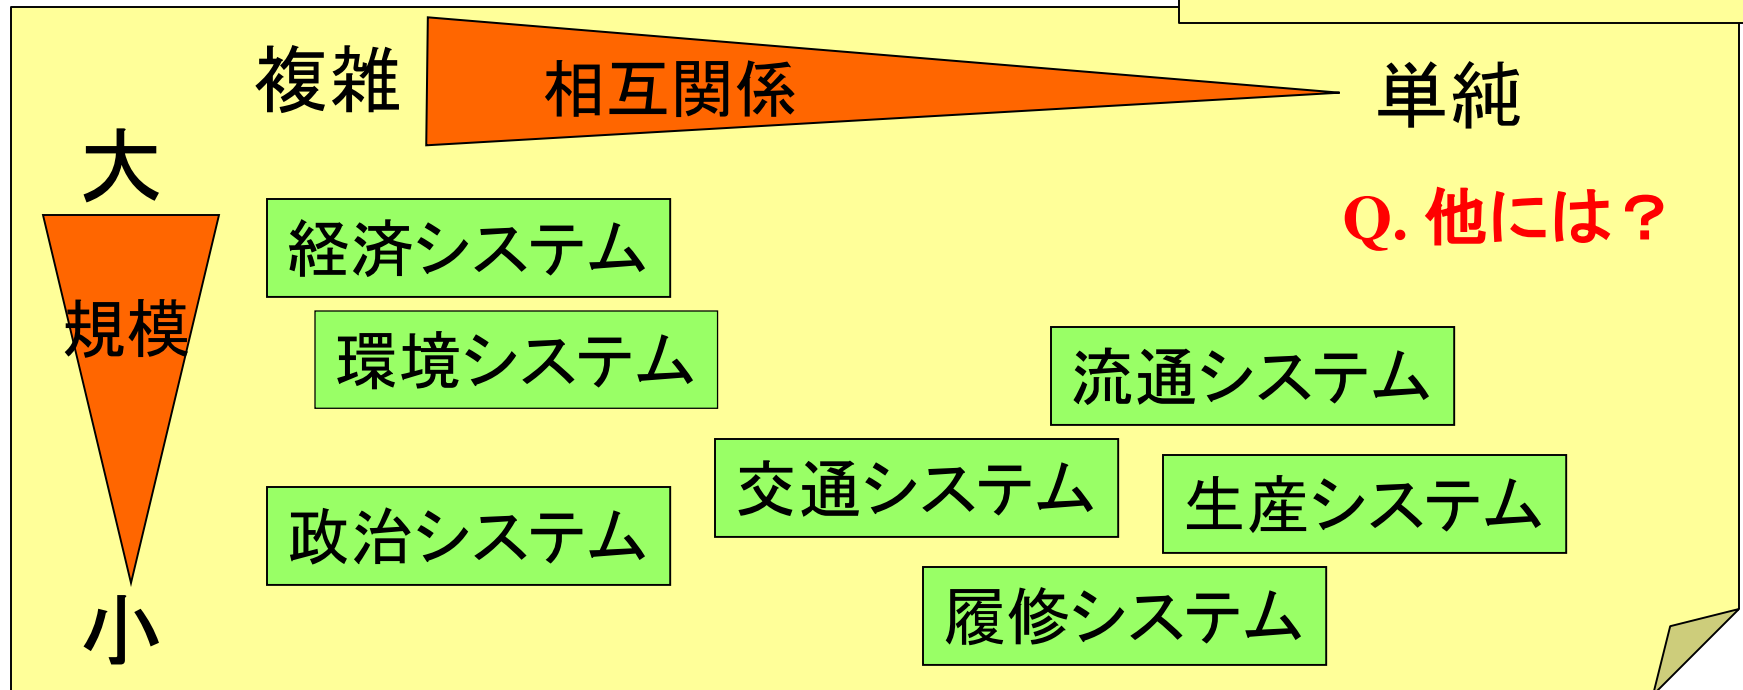 複雑
相互関係
単純
大
Q. 他には？
経済システム
規模
環境システム
流通システム
交通システム
生産システム
政治システム
履修システム
小